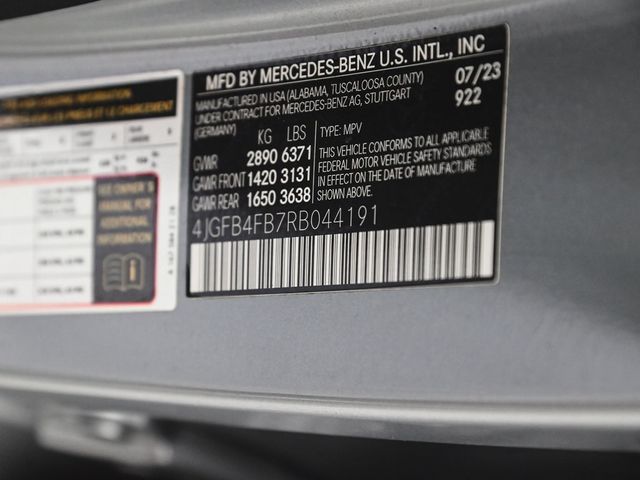 MFD BY MERCEDES-BENZ U.S. INTL., INC
MANUFACTURED IN USA (ALABAMA, TUSCALOOSA COUNTY) 07/23
UNDER CONTRACT FOR MERCEDES-BENZ AG, STUTTGART 922
(GERMANY)
KG LBS TYPE: MPV
GVWR 2890 6371
GAWR FRONT 1420 3131
GAWR REAR 1650 3638
THIS VEHICLE CONFORMS TO ALL APPLICABLE
FEDERAL MOTOR VEHICLE SAFETY STANDARDS
IN EFFECT ON THE DATE OF MANUFACTURE
SHOWN ABOVE.
4JGFB4FB7RB044191
SEE OWNER'S
MANUAL FOR
ADDITIONAL
INFORMATION